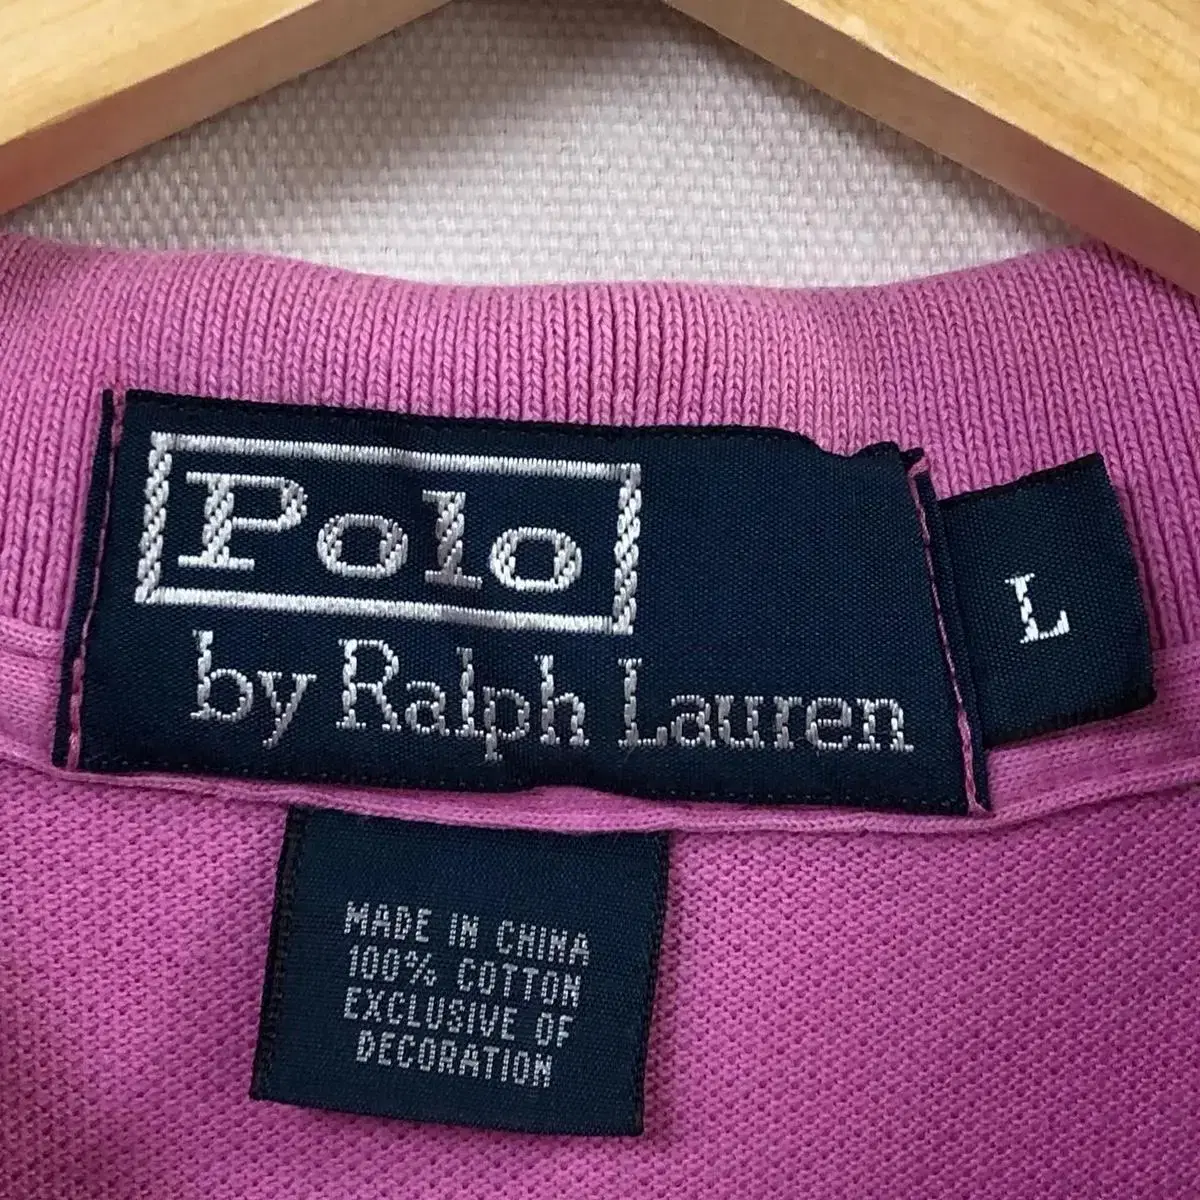 Polo
by Ralph Lauren
L
MADE IN CHINA
100% COTTON
EXCLUSIVE OF
DECORATION